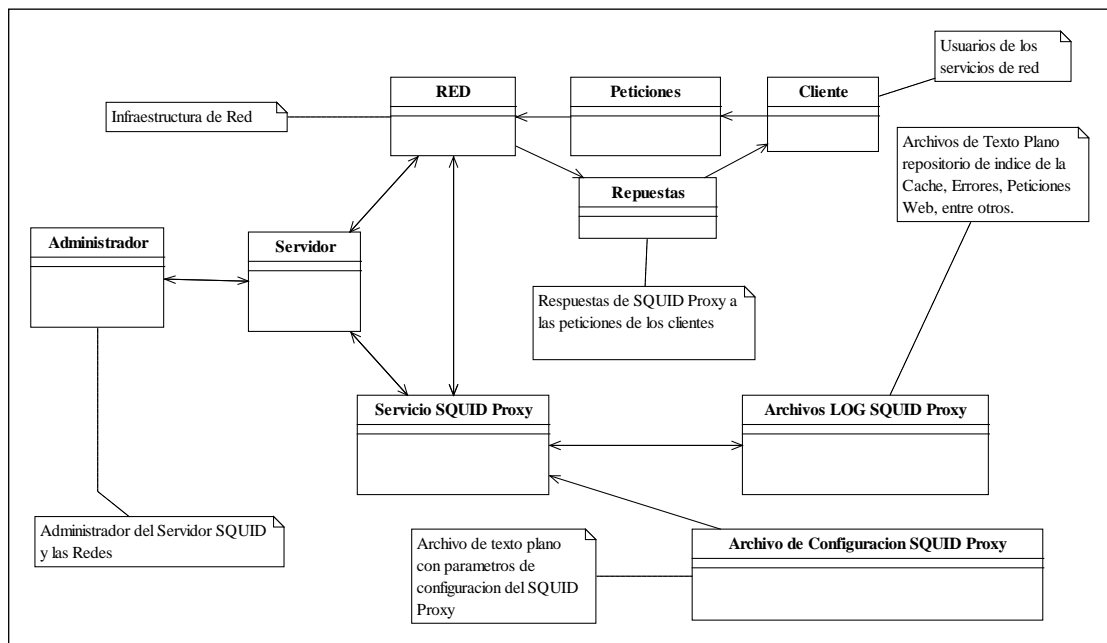 Usuarios de los
servicios de red
RED
Peticiones
Cliente
Infraestructura de Red
Archivos de Texto Plano
repositorio de indice de la
Cache, Errores, Peticiones
Web, entre otros.
Repuestas
Administrador
Servidor
Respuestas de SQUID Proxy a
las peticiones de los clientes
Servicio SQUID Proxy
Archivos LOG SQUID Proxy
Administrador del Servidor SQUID
y las Redes
Archivo de texto plano
con parametros de
configuracion del SQUID
Proxy
Archivo de Configuracion SQUID Proxy